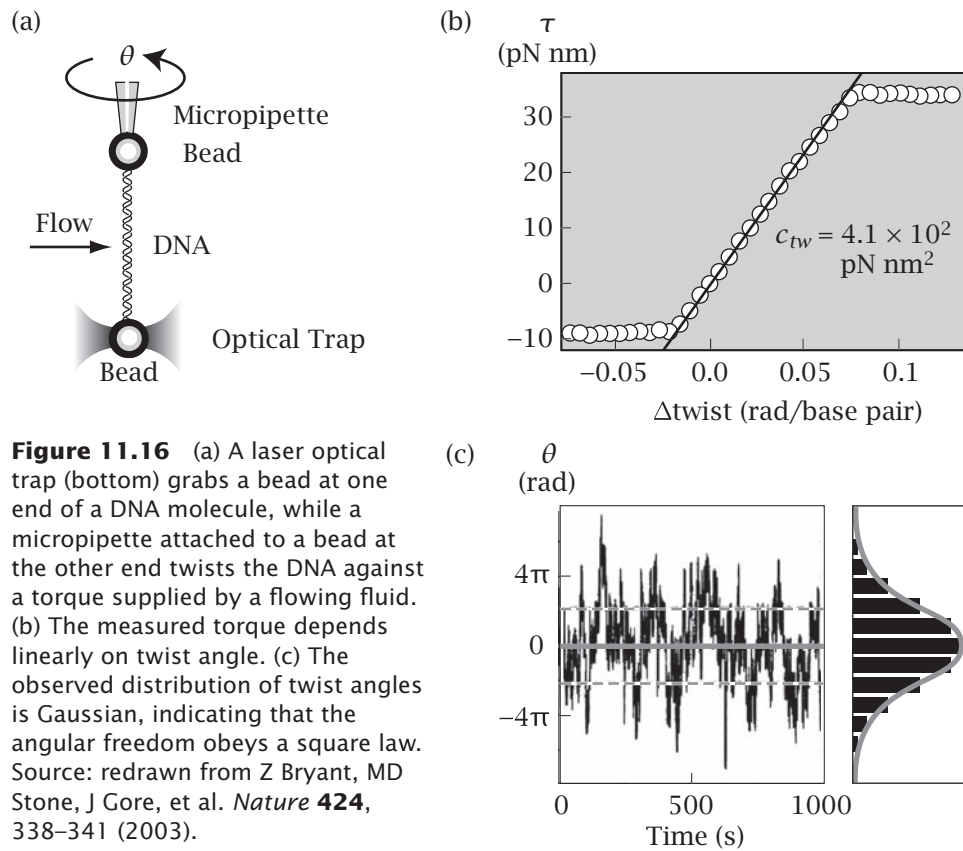 (a)
θ
Micropipette
Bead
Flow
DNA
Optical Trap
Bead
(b)
τ
(pN nm)
30
20
10
0
−10
c_tw = 4.1 × 10²
pN nm²
−0.05 0.0 0.05 0.1
Δtwist (rad/base pair)
Figure 11.16 (a) A laser optical
trap (bottom) grabs a bead at one
end of a DNA molecule, while a
micropipette attached to a bead at
the other end twists the DNA against
a torque supplied by a flowing fluid.
(b) The measured torque depends
linearly on twist angle. (c) The
observed distribution of twist angles
is Gaussian, indicating that the
angular freedom obeys a square law.
Source: redrawn from Z Bryant, MD
Stone, J Gore, et al. Nature 424,
338–341 (2003).
(c)
θ
(rad)
4π
0
−4π
0 500 1000
Time (s)